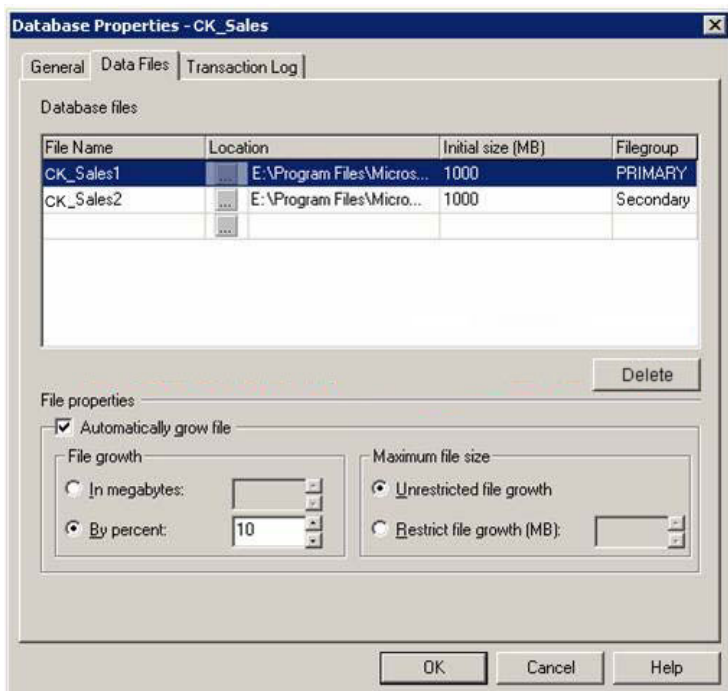 Database Properties - CK_Sales
General Data Files Transaction Log
Database files
File Name Location Initial size (MB) Filegroup
CK_Sales1 ... E:\Program Files\Micros... 1000 PRIMARY
CK_Sales2 ... E:\Program Files\Micro... 1000 Secondary
...
Delete
File properties
Automatically grow file
File growth Maximum file size
In megabytes: Unrestricted file growth
By percent: 10 Restrict file growth (MB):
OK Cancel Help